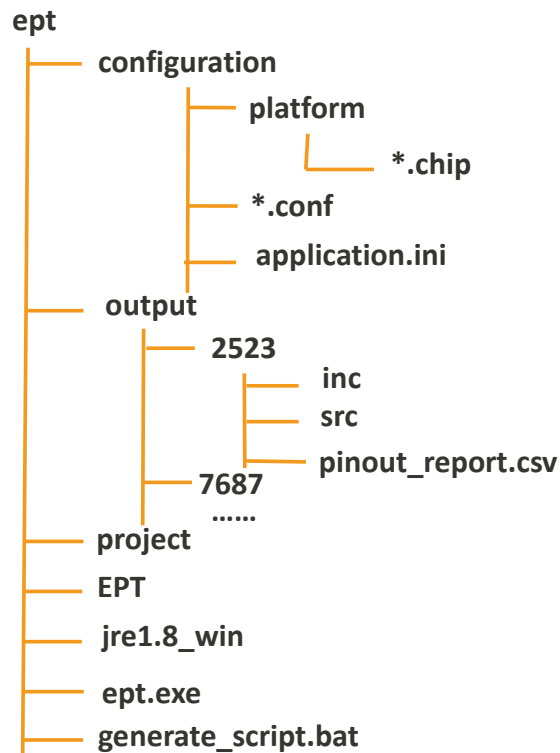 ept
configuration
platform
*.chip
*.conf
application.ini
output
2523
inc
src
pinout_report.csv
7687
......
project
EPT
jre1.8_win
ept.exe
generate_script.bat